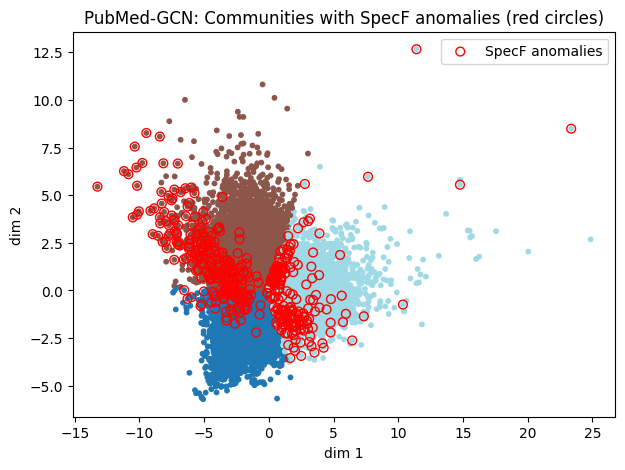 PubMed-GCN: Communities with SpecF anomalies (red circles)
SpecF anomalies
12.5
10.0
7.5
5.0
2.5
0.0
−2.5
−5.0
dim 2
−15 −10 −5 0 5 10 15 20 25
dim 1